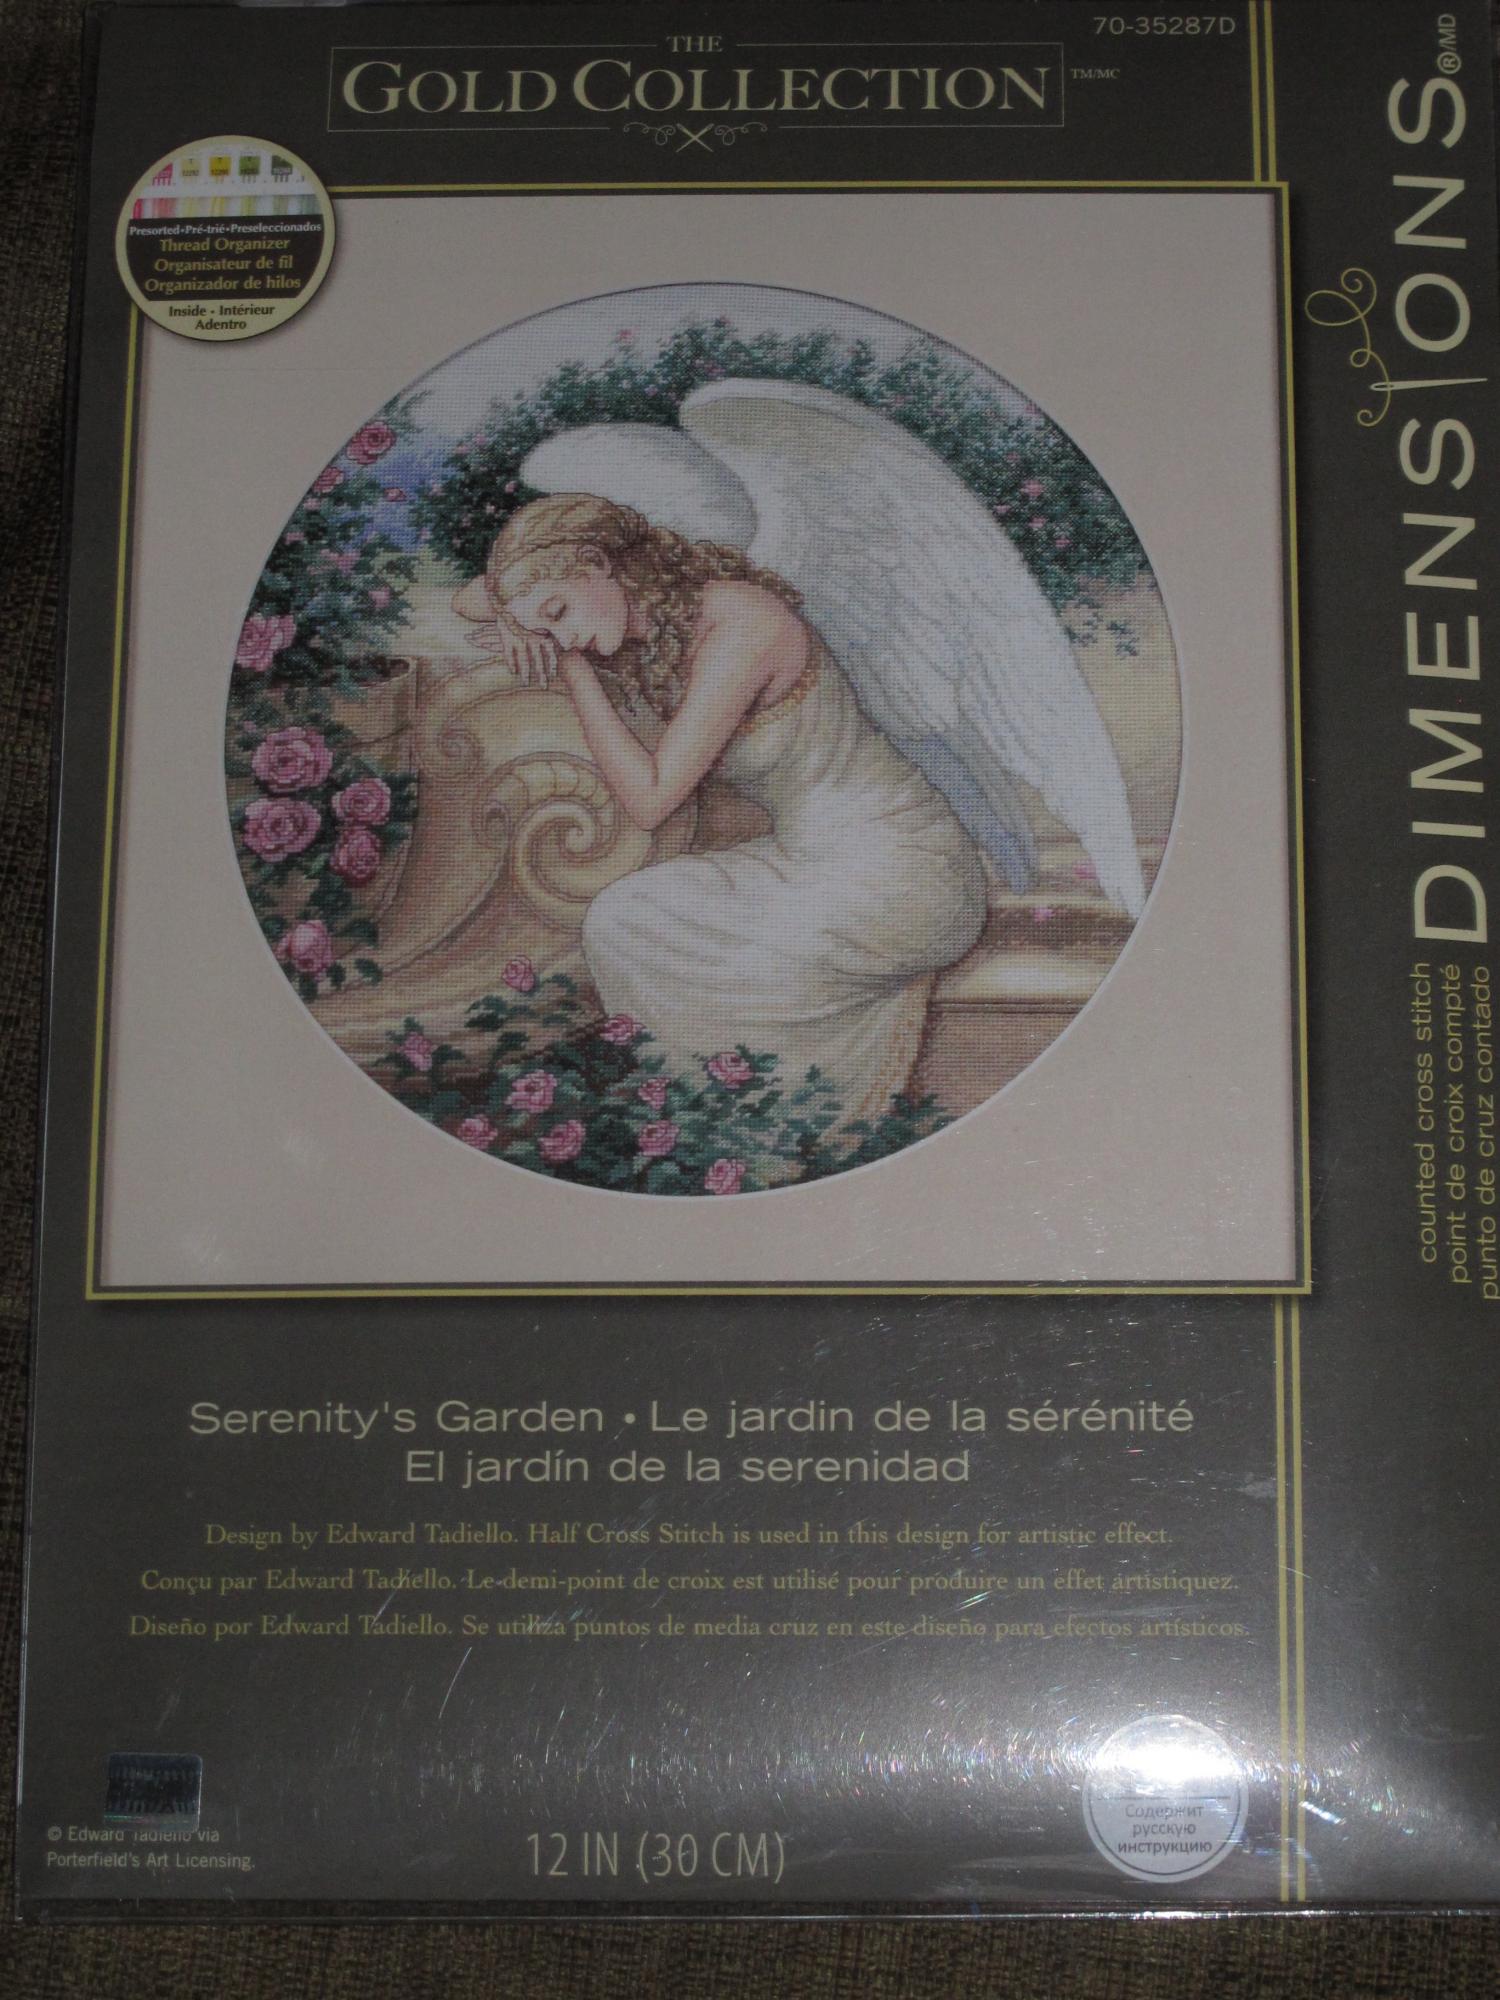 70-35287D
THE
GOLD COLLECTION TM/MC
Presorted•Pré-trié•Preseleccionados
Thread Organizer
Organisateur de fil
Organizador de hilos
Inside • Intérieur
Adentro
DIMENSIONS®/MD
counted cross stitch
point de croix compté
punto de cruz contado
Serenity's Garden • Le jardin de la sérénité
El jardín de la serenidad
Design by Edward Tadiello. Half Cross Stitch is used in this design for artistic effect.
Conçu par Edward Tadiello. Le demi-point de croix est utilisé pour produire un effet artistiquez.
Diseño por Edward Tadiello. Se utiliza puntos de media cruz en este diseño para efectos artísticos.
© Edward Tadiello via
Porterfield's Art Licensing.
12 IN (30 CM)
Содержит
русскую
инструкцию